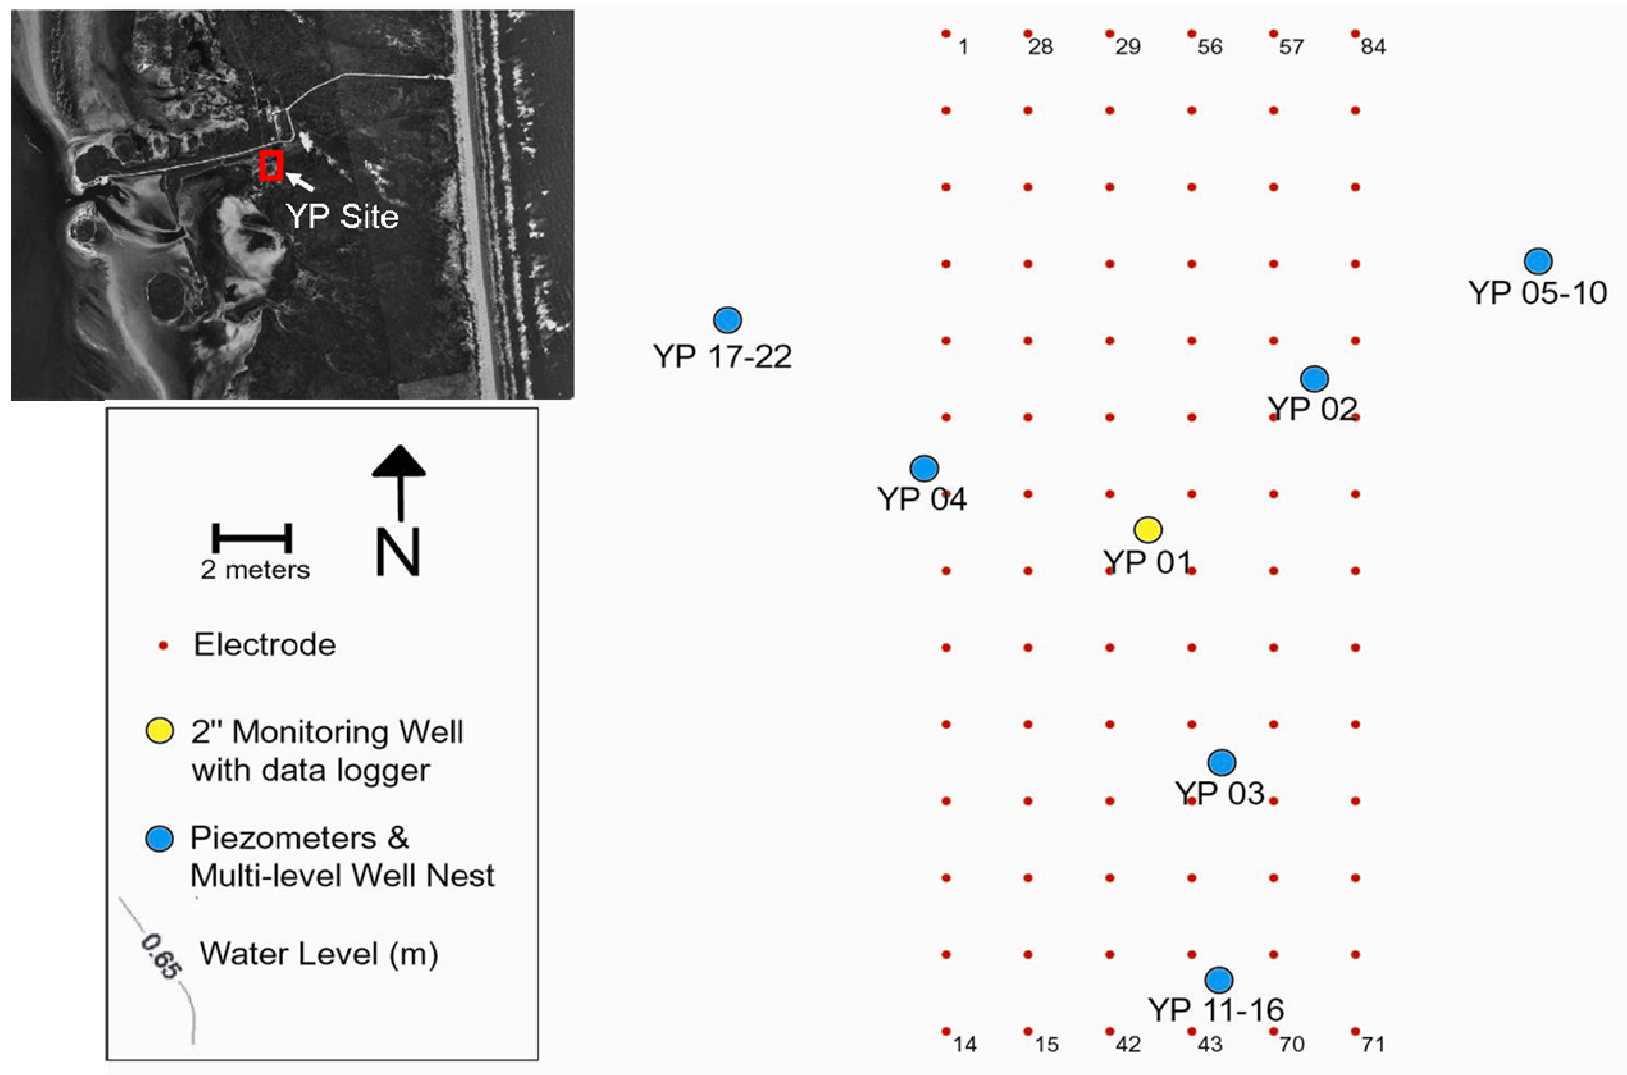 YP Site
N
2 meters
Electrode
2" Monitoring Well
with data logger
Piezometers &
Multi-level Well Nest
0.65
Water Level (m)
1 28 29 56 57 84
YP 05-10
YP 17-22
YP 02
YP 04
YP 01
YP 03
YP 11-16
14 15 42 43 70 71